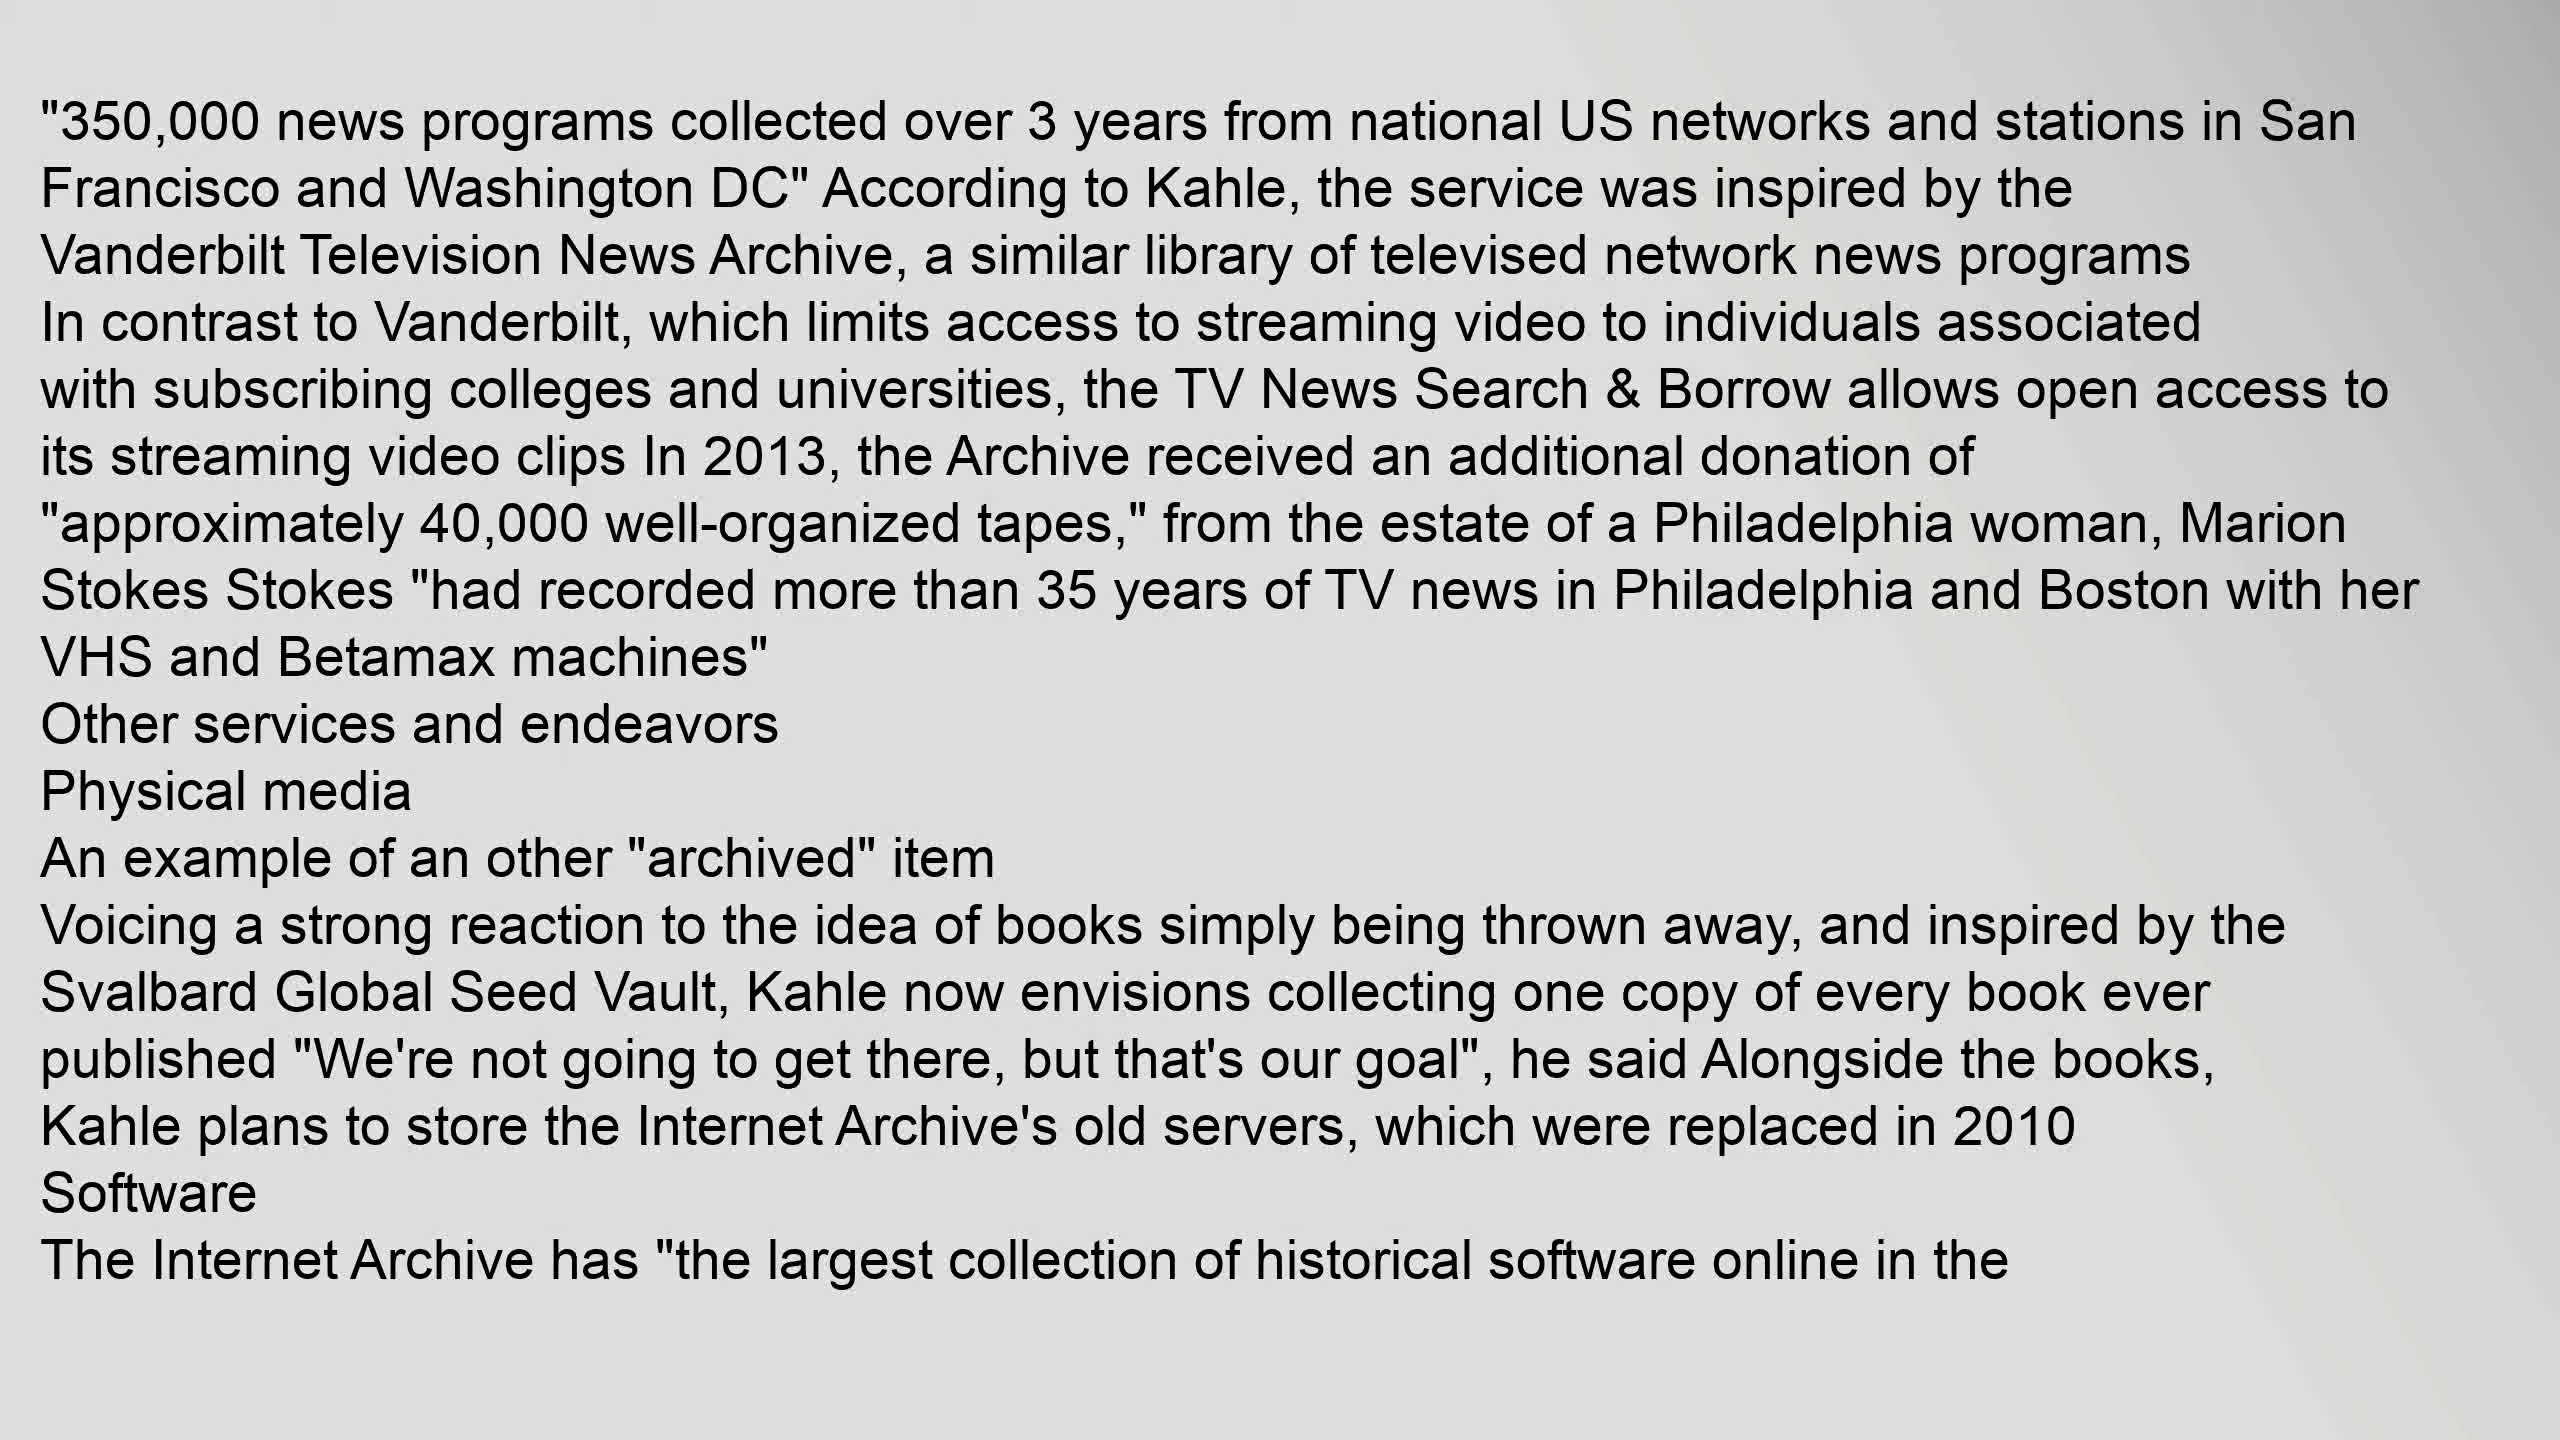 "350,000 news programs collected over 3 years from national US networks and stations in San
Francisco and Washington DC" According to Kahle, the service was inspired by the
Vanderbilt Television News Archive, a similar library of televised network news programs
In contrast to Vanderbilt, which limits access to streaming video to individuals associated
with subscribing colleges and universities, the TV News Search & Borrow allows open access to
its streaming video clips In 2013, the Archive received an additional donation of
"approximately 40,000 well-organized tapes," from the estate of a Philadelphia woman, Marion
Stokes Stokes "had recorded more than 35 years of TV news in Philadelphia and Boston with her
VHS and Betamax machines"
Other services and endeavors
Physical media
An example of an other "archived" item
Voicing a strong reaction to the idea of books simply being thrown away, and inspired by the
Svalbard Global Seed Vault, Kahle now envisions collecting one copy of every book ever
published "We're not going to get there, but that's our goal", he said Alongside the books,
Kahle plans to store the Internet Archive's old servers, which were replaced in 2010
Software
The Internet Archive has "the largest collection of historical software online in the